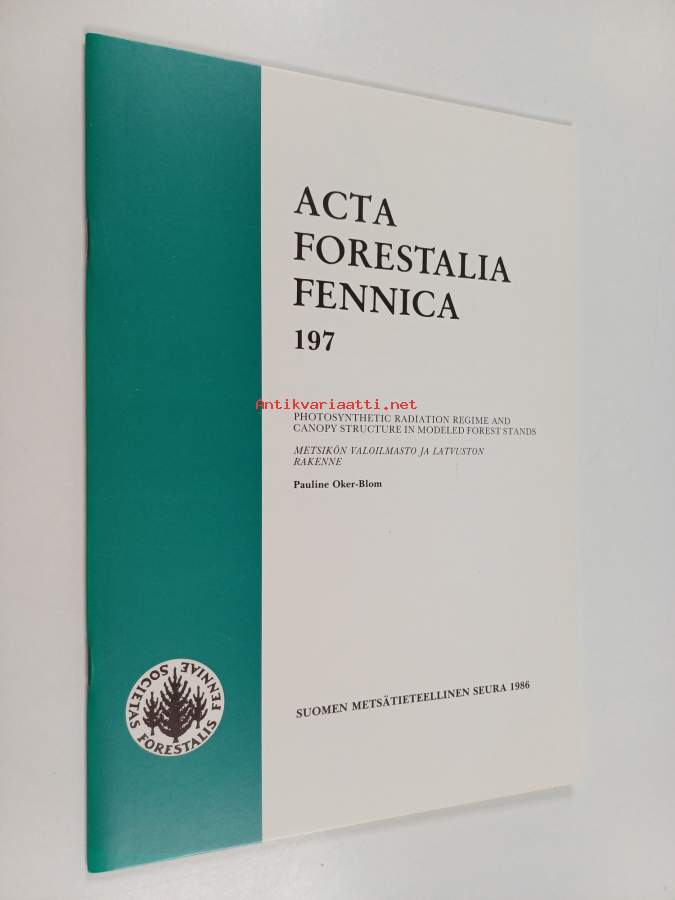 ACTA
FORESTALIA
FENNICA
197
Antikvariaatti.net
PHOTOSYNTHETIC RADIATION REGIME AND
CANOPY STRUCTURE IN MODELED FOREST STANDS
METSIKÖN VALOILMASTO JA LATVUSTON
RAKENNE
Pauline Oker-Blom
SOCIETAS FORESTALIS FENNIAE
SUOMEN METSÄTIETEELLINEN SEURA 1986